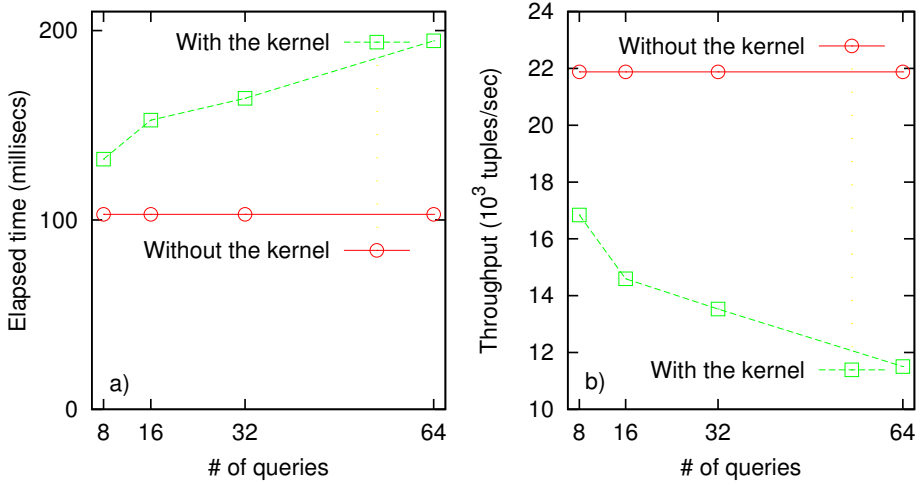 200
100
0
Elapsed time (millisecs)
With the kernel
Without the kernel
a)
8 16 32 64
# of queries
24
22
20
18
16
14
12
10
Throughput (10³ tuples/sec)
Without the kernel
With the kernel
b)
8 16 32 64
# of queries